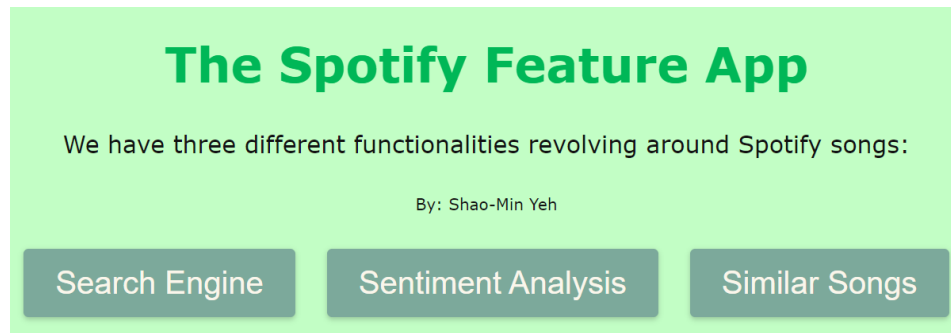 The Spotify Feature App
We have three different functionalities revolving around Spotify songs:
By: Shao-Min Yeh
Search Engine
Sentiment Analysis
Similar Songs